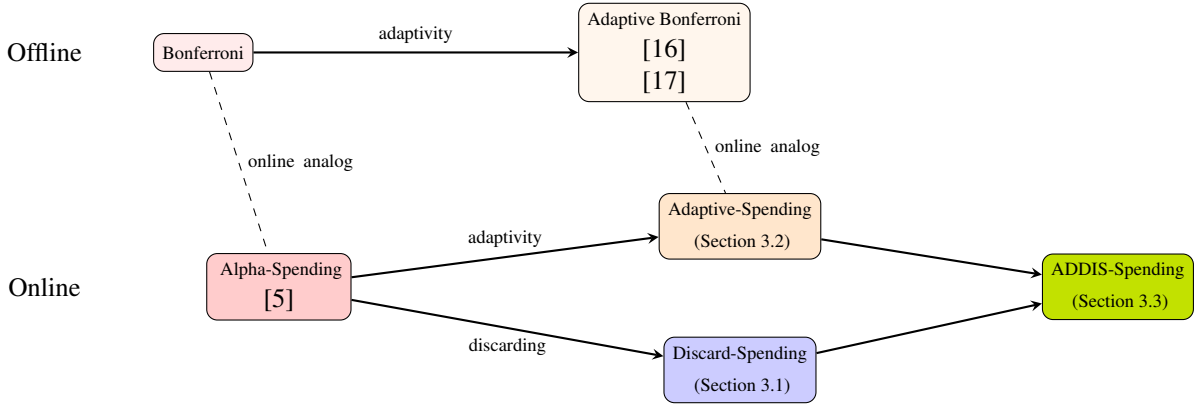 Offline
Bonferroni
adaptivity
Adaptive Bonferroni
[16]
[17]
online analog
online analog
Online
Alpha-Spending
[5]
adaptivity
discarding
Adaptive-Spending
(Section 3.2)
Discard-Spending
(Section 3.1)
ADDIS-Spending
(Section 3.3)